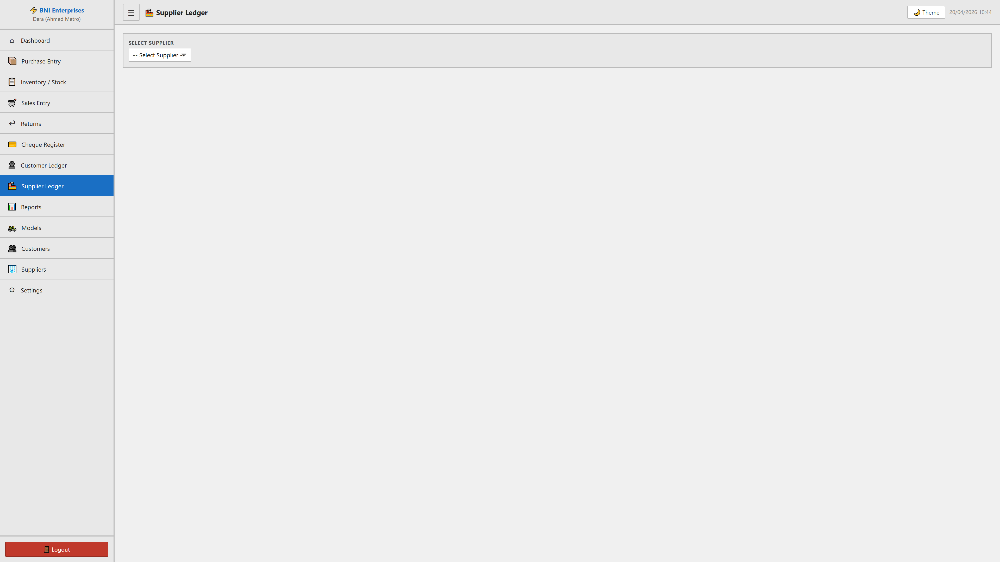 BNI Enterprises
Dera (Ahmed Metro)
Dashboard
Purchase Entry
Inventory / Stock
Sales Entry
Returns
Cheque Register
Customer Ledger
Supplier Ledger
Reports
Models
Customers
Suppliers
Settings
Logout
Supplier Ledger
Theme
20/04/2026 10:44
SELECT SUPPLIER
-- Select Supplier --